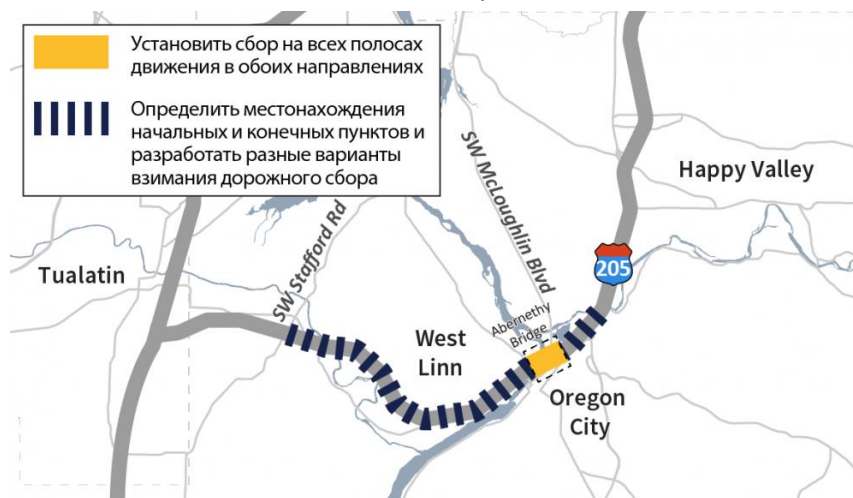 Установить сбор на всех полосах
движения в обоих направлениях
Определить местонахождения
начальных и конечных пунктов и
разработать разные варианты
взимания дорожного сбора
SW McLoughlin Blvd
Happy Valley
SW Stafford Rd
Tualatin
205
West
Linn
Abernethy
Bridge
Oregon
City